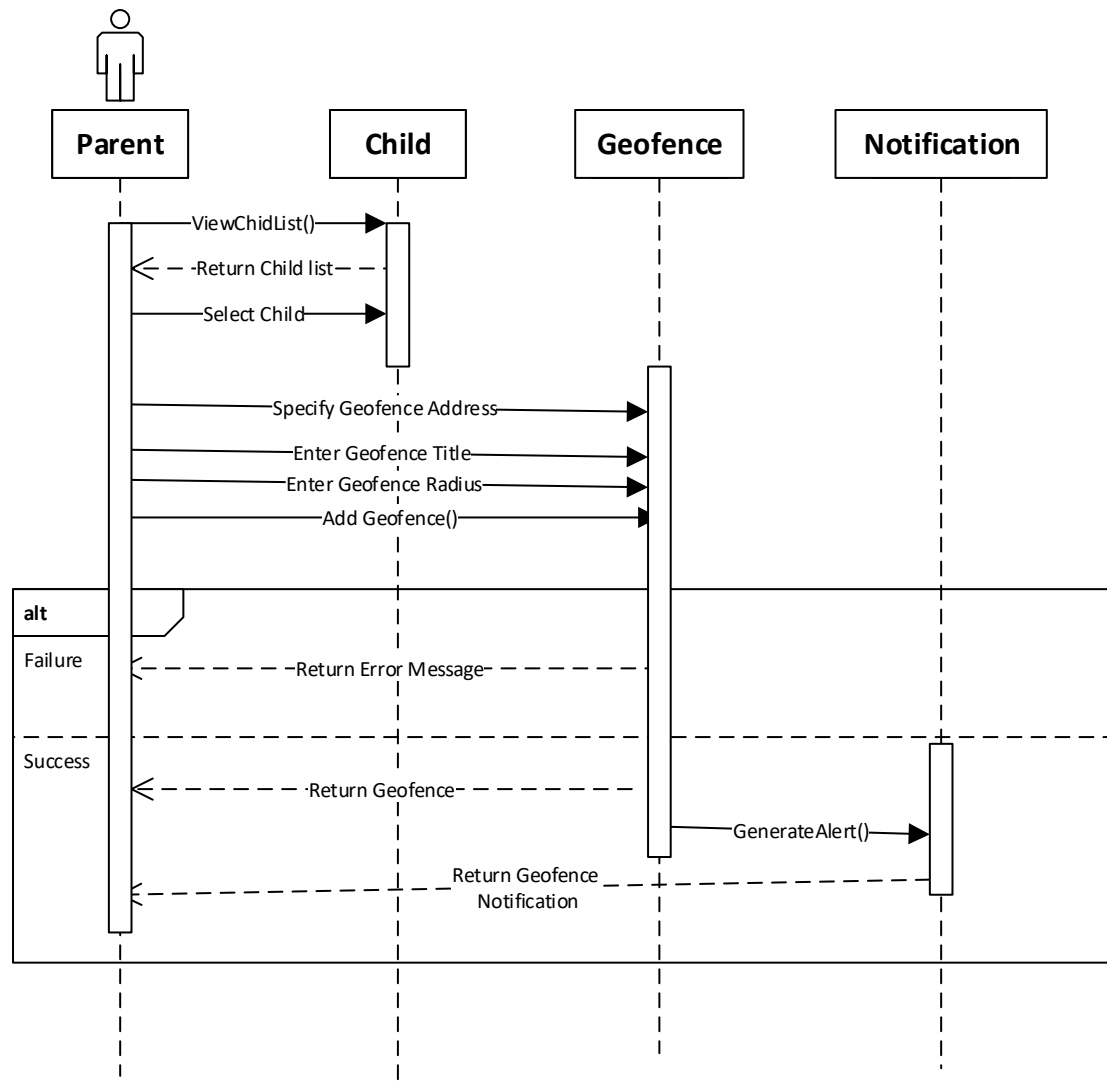 Parent
Child
Geofence
Notification
ViewChidList()
Return Child list
Select Child
Specify Geofence Address
Enter Geofence Title
Enter Geofence Radius
Add Geofence()
alt
Failure
Return Error Message
Success
Return Geofence
GenerateAlert()
Return Geofence
Notification